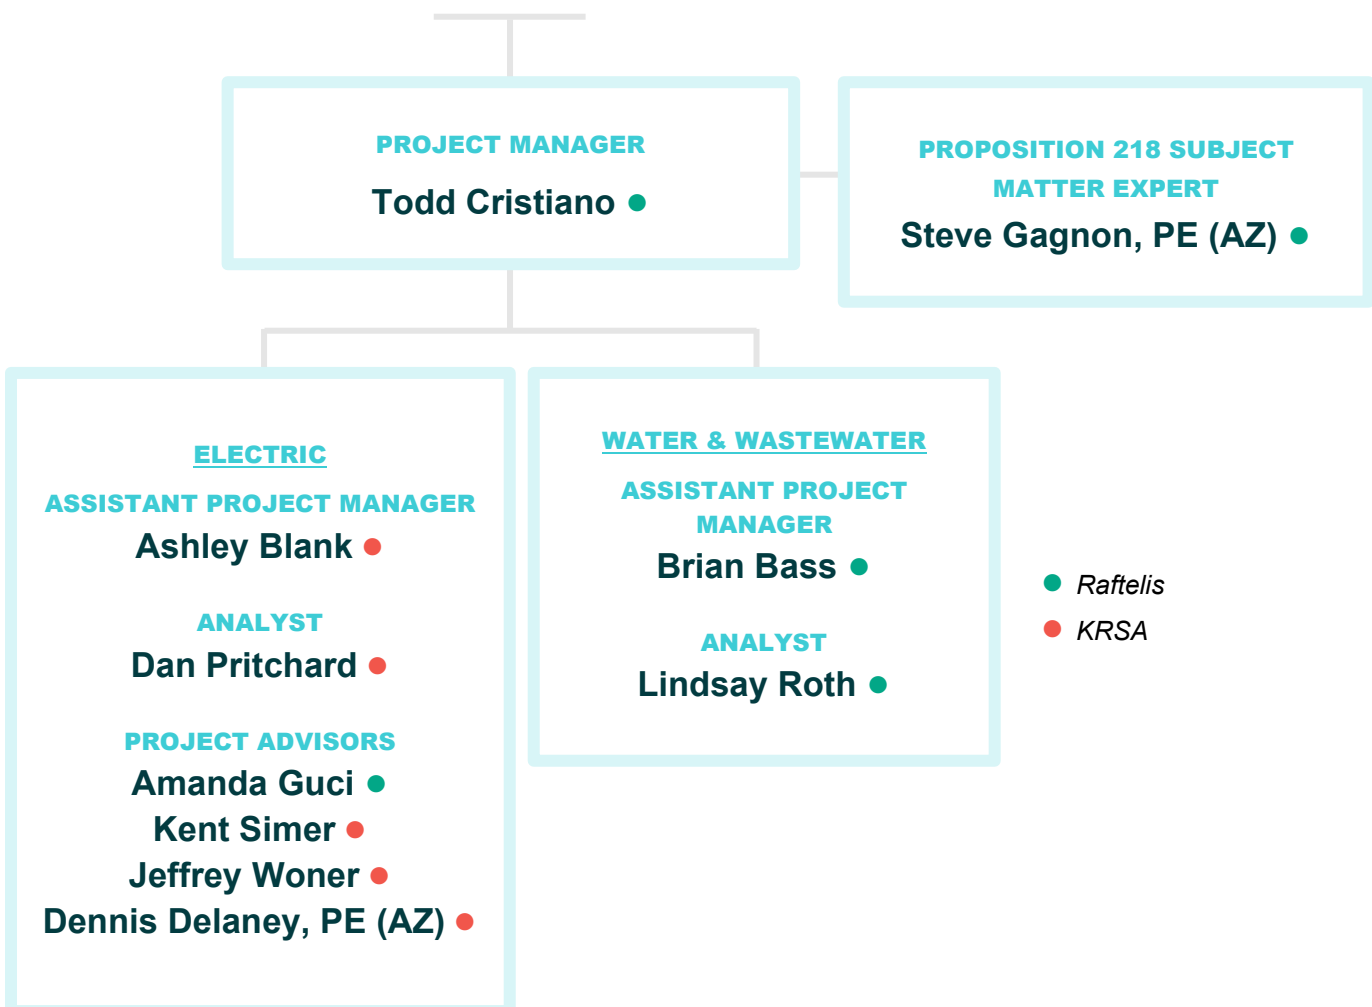 PROJECT MANAGER
Todd Cristiano
PROPOSITION 218 SUBJECT
MATTER EXPERT
Steve Gagnon, PE (AZ)
ELECTRIC
ASSISTANT PROJECT MANAGER
Ashley Blank
ANALYST
Dan Pritchard
PROJECT ADVISORS
Amanda Guci
Kent Simer
Jeffrey Woner
Dennis Delaney, PE (AZ)
WATER & WASTEWATER
ASSISTANT PROJECT
MANAGER
Brian Bass
ANALYST
Lindsay Roth
Raftelis
KRSA